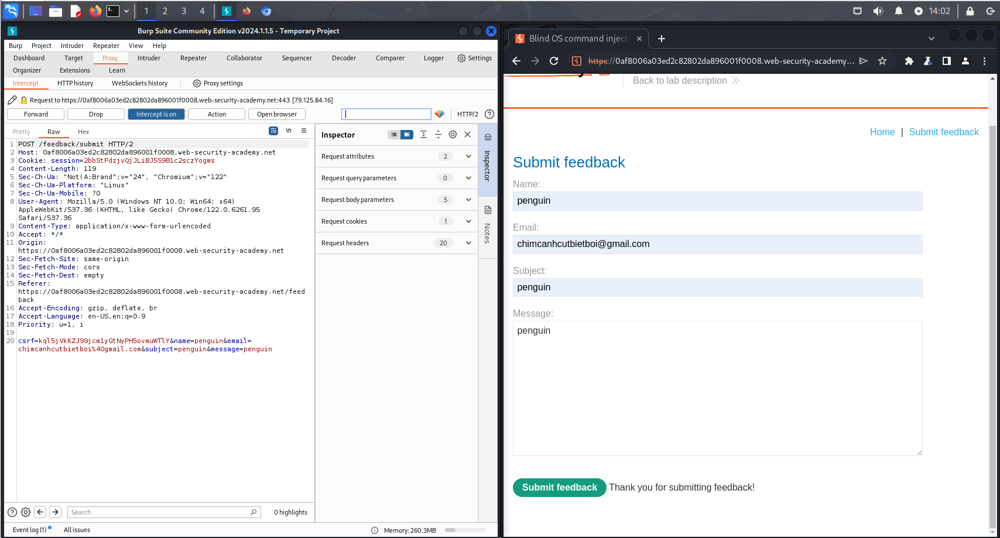 1 2 3 4 14:02
Burp Suite Community Edition v2024.1.1.5 - Temporary Project
Burp Project Intruder Repeater View Help
Dashboard Target Proxy Intruder Repeater Collaborator Sequencer Decoder Comparer Logger Settings
Organizer Extensions Learn
Intercept HTTP history WebSockets history Proxy settings
Request to https://0af8006a03ed2c82802da896001f0008.web-security-academy.net:443 [79.125.84.16]
Forward Drop Intercept is on Action Open browser HTTP/2
Pretty Raw Hex \n
1 POST /feedback/submit HTTP/2
2 Host: 0af8006a03ed2c82802da896001f0008.web-security-academy.net
3 Cookie: session=2bbStFdzjvQjJLiBJ5S9B1c2sczYogms
4 Content-Length: 119
5 Sec-Ch-Ua: "Not(A:Brand";v="24", "Chromium";v="122"
6 Sec-Ch-Ua-Platform: "Linux"
7 Sec-Ch-Ua-Mobile: ?0
8 User-Agent: Mozilla/5.0 (Windows NT 10.0; Win64; x64)
AppleWebKit/537.36 (KHTML, like Gecko) Chrome/122.0.6261.95
Safari/537.36
9 Content-Type: application/x-www-form-urlencoded
10 Accept: */*
11 Origin:
https://0af8006a03ed2c82802da896001f0008.web-security-academy.net
12 Sec-Fetch-Site: same-origin
13 Sec-Fetch-Mode: cors
14 Sec-Fetch-Dest: empty
15 Referer:
https://0af8006a03ed2c82802da896001f0008.web-security-academy.net/feed
back
16 Accept-Encoding: gzip, deflate, br
17 Accept-Language: en-US,en;q=0.9
18 Priority: u=1, i
19
20 csrf=kql5jVkKZJ99jcm1yGtNyPH5ovmuWTlY&name=penguin&email=
chimcanhcutbietboi%40gmail.com&subject=penguin&message=penguin
Search 0 highlights
Event log (1) All issues Memory: 260.3MB
Inspector
Request attributes 2
Request query parameters 0
Request body parameters 5
Request cookies 1
Request headers 20
Inspector
Notes
Blind OS command injecti
https://0af8006a03ed2c82802da896001f0008.web-security-academy...
Back to lab description
Home | Submit feedback
Submit feedback
Name:
penguin
Email:
chimcanhcutbietboi@gmail.com
Subject:
penguin
Message:
penguin
Submit feedback Thank you for submitting feedback!